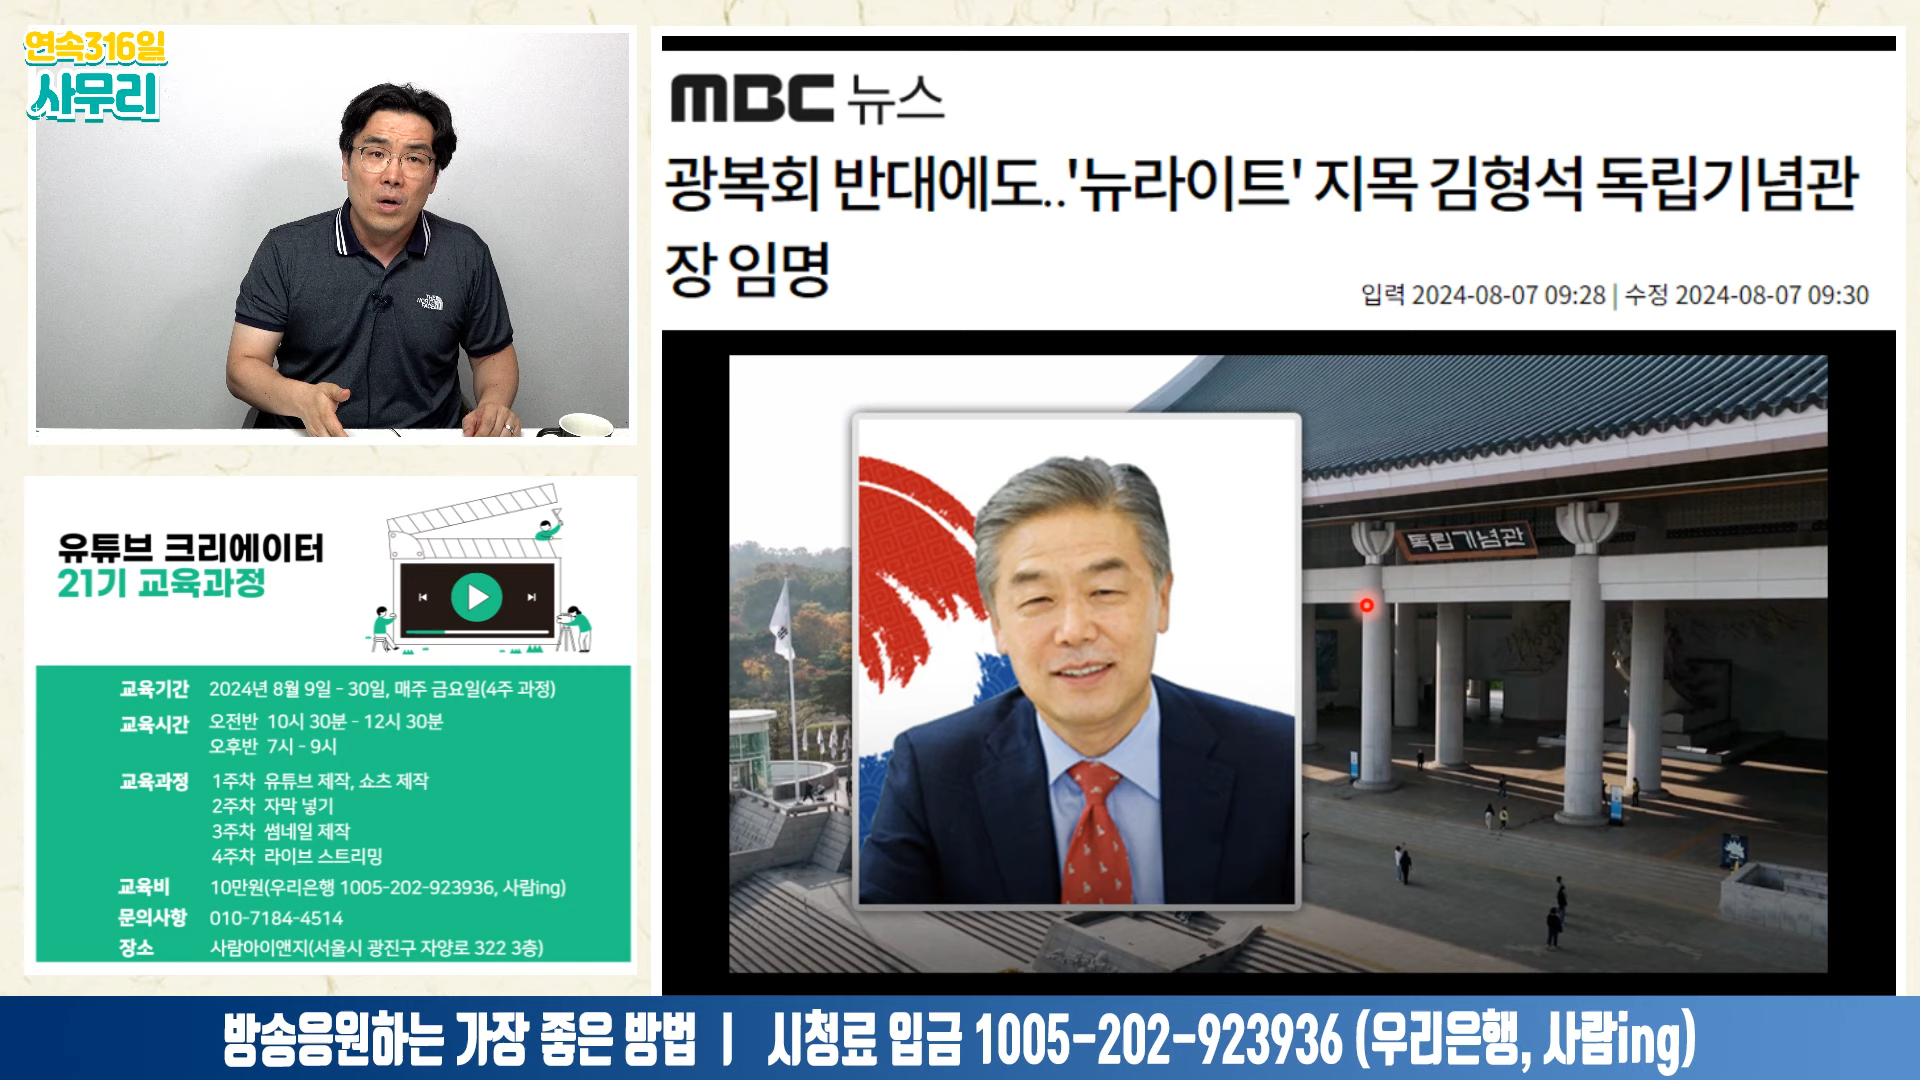 연속316일
사무리
MBC 뉴스
광복회 반대에도..'뉴라이트' 지목 김형석 독립기념관
장 임명
입력 2024-08-07 09:28 | 수정 2024-08-07 09:30
THE NORTH FACE
독립기념관
유튜브 크리에이터
21기 교육과정
교육기간 2024년 8월 9일 - 30일, 매주 금요일(4주 과정)
교육시간 오전반 10시 30분 - 12시 30분
오후반 7시 - 9시
교육과정 1주차 유튜브 제작, 쇼츠 제작
2주차 자막 넣기
3주차 썸네일 제작
4주차 라이브 스트리밍
교육비 10만원(우리은행 1005-202-923936, 사람ing)
문의사항 010-7184-4514
장소 사람아이앤지(서울시 광진구 자양로 322 3층)
방송응원하는 가장 좋은 방법 | 시청료 입금 1005-202-923936 (우리은행, 사람ing)